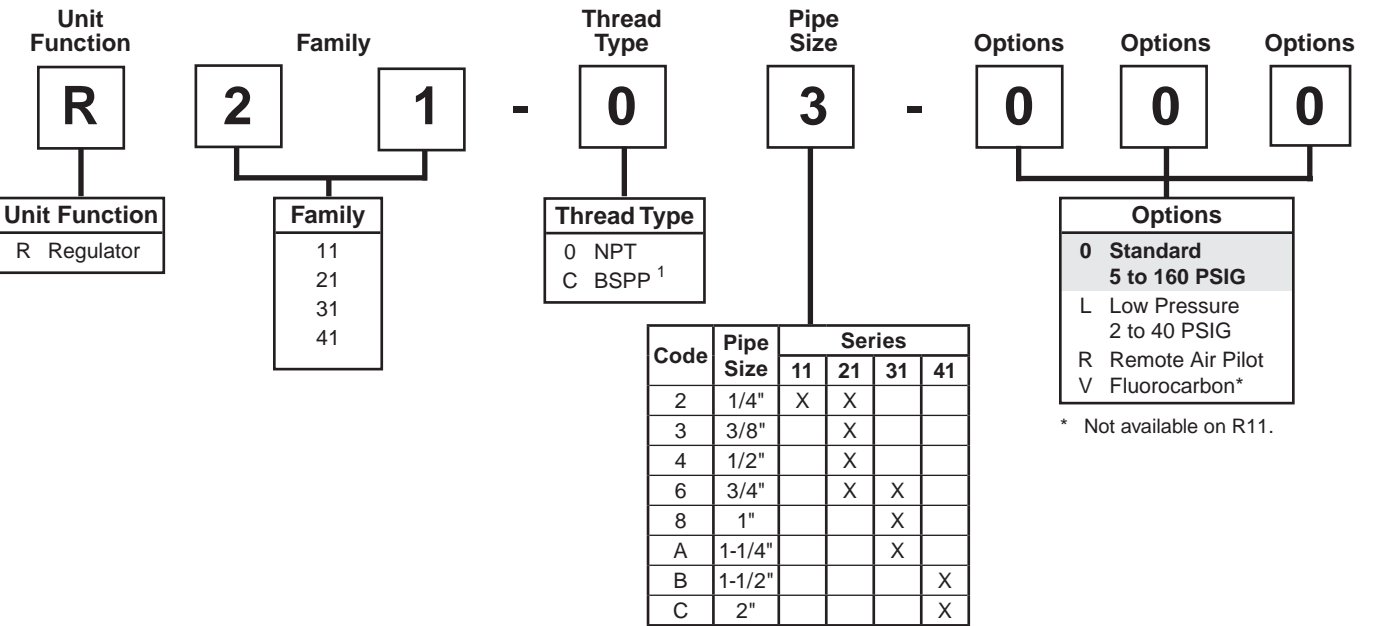 Unit Function
Family
Thread Type
Pipe Size
Options Options Options
R 2 1 - 0 3 - 0 0 0
Unit Function
R Regulator
Family
11
21
31
41
Thread Type
0 NPT
C BSPP 1
Code Pipe Size Series
11 21 31 41
2 1/4" X X
3 3/8" X
4 1/2" X
6 3/4" X X
8 1" X
A 1-1/4" X
B 1-1/2" X
C 2" X
Options
0 Standard
5 to 160 PSIG
L Low Pressure
2 to 40 PSIG
R Remote Air Pilot
V Fluorocarbon*
* Not available on R11.